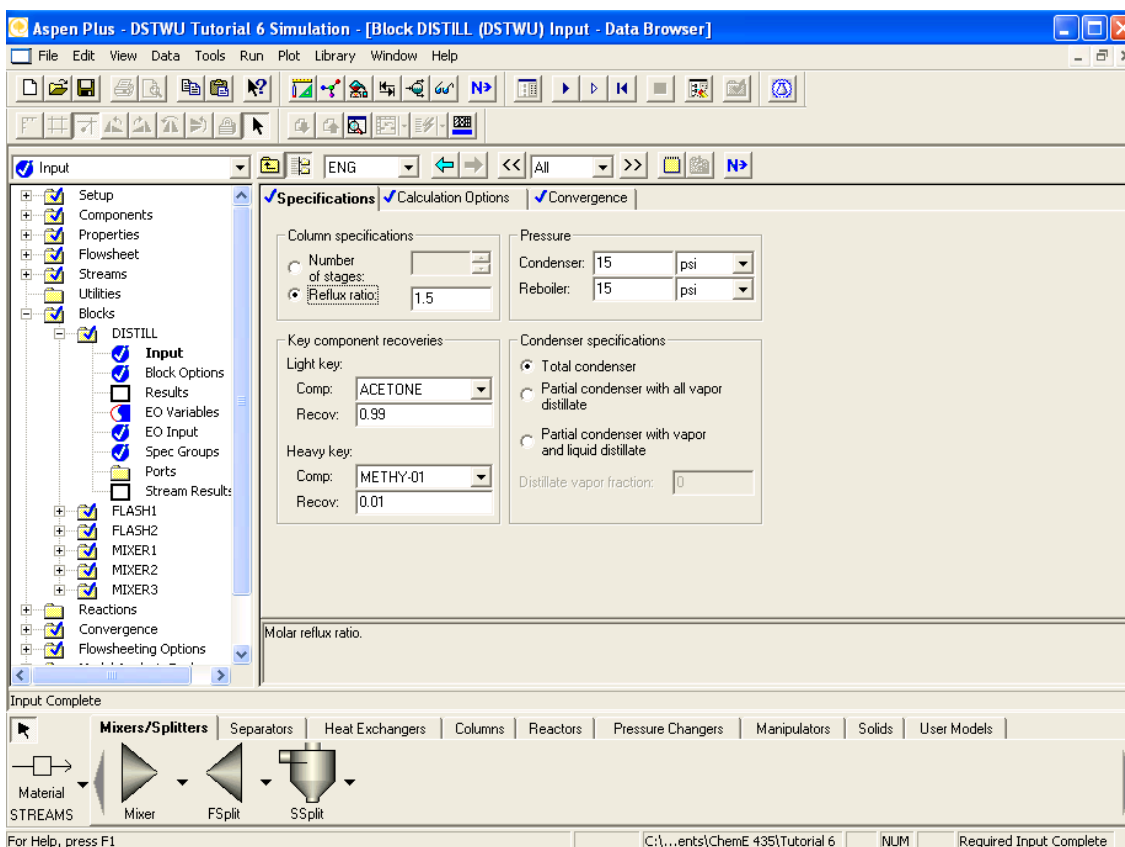 Aspen Plus - DSTWU Tutorial 6 Simulation - [Block DISTILL (DSTWU) Input - Data Browser]
File Edit View Data Tools Run Plot Library Window Help
N
Input
ENG
<< All >>
N
Setup
Components
Properties
Flowsheet
Streams
Utilities
Blocks
DISTILL
Input
Block Options
Results
EO Variables
EO Input
Spec Groups
Ports
Stream Results
FLASH1
FLASH2
MIXER1
MIXER2
MIXER3
Reactions
Convergence
Flowsheeting Options
Specifications Calculation Options Convergence
Column specifications
Number
of stages:
Reflux ratio: 1.5
Pressure
Condenser: 15 psi
Reboiler: 15 psi
Key component recoveries
Light key:
Comp: ACETONE
Recov: 0.99
Heavy key:
Comp: METHY-01
Recov: 0.01
Condenser specifications
Total condenser
Partial condenser with all vapor
distillate
Partial condenser with vapor
and liquid distillate
Distillate vapor fraction: 0
Molar reflux ratio.
Input Complete
Mixers/Splitters Separators Heat Exchangers Columns Reactors Pressure Changers Manipulators Solids User Models
Material
STREAMS Mixer FSplit SSplit
For Help, press F1 C:\...ents\ChemE 435\Tutorial 6 NUM Required Input Complete